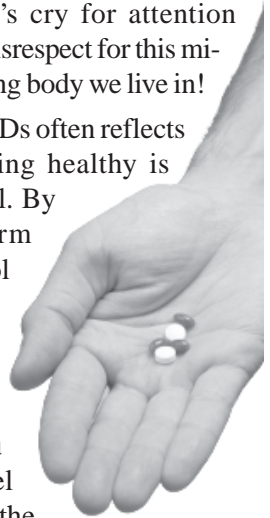 ’s cry for attention
srespect for this mi-
ng body we live in!
Ds often reflects
ing healthy is
l. By
rm
ol
el
the